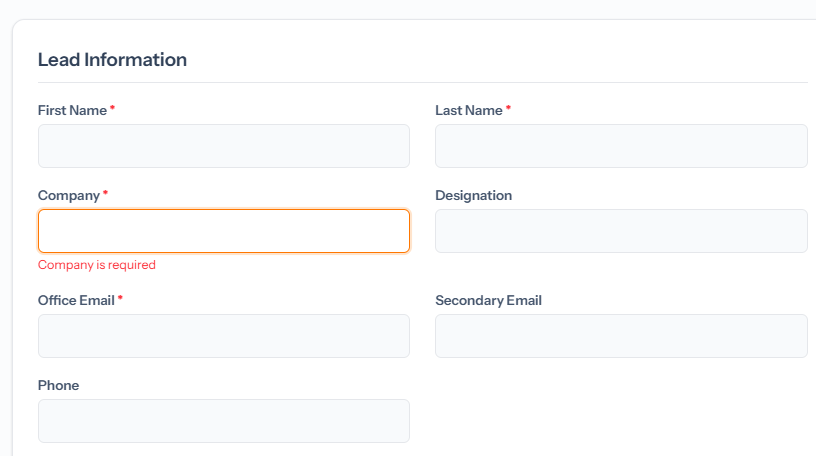 Lead Information
First Name *
Last Name *
Company *
Designation
Company is required
Office Email *
Secondary Email
Phone